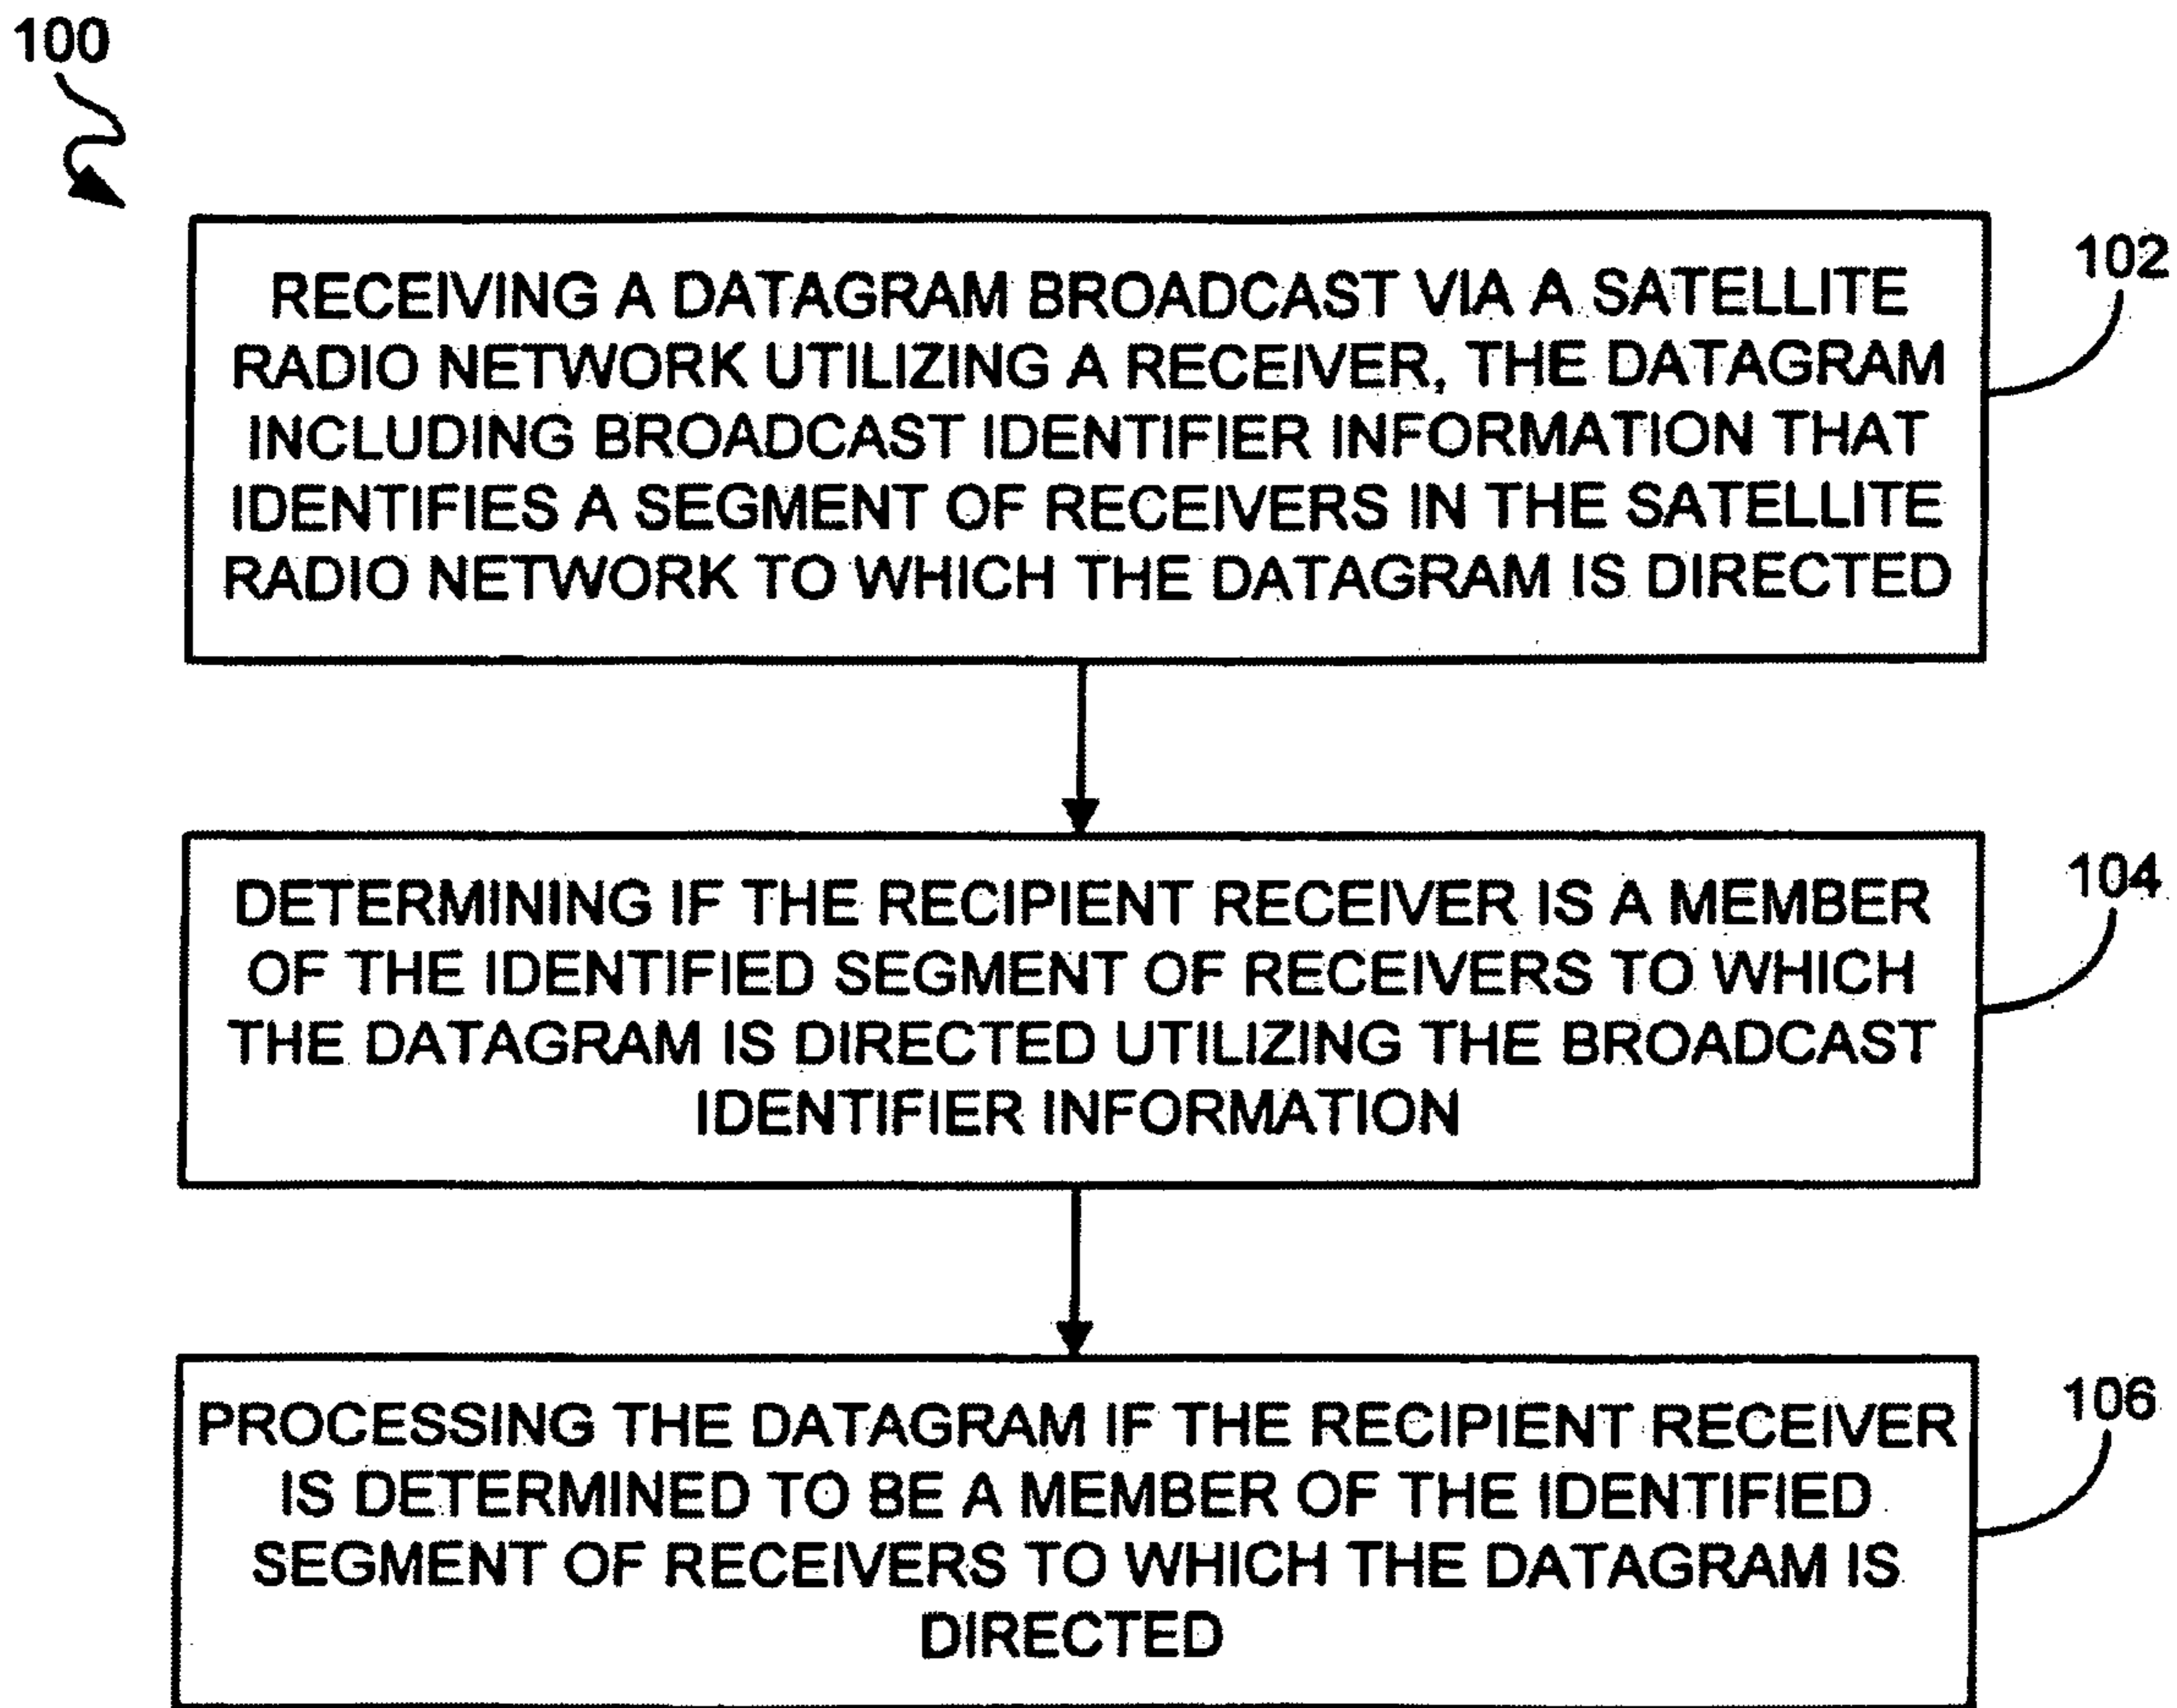 100
RECEIVING A DATAGRAM BROADCAST VIA A SATELLITE
RADIO NETWORK UTILIZING A RECEIVER, THE DATAGRAM
INCLUDING BROADCAST IDENTIFIER INFORMATION THAT
IDENTIFIES A SEGMENT OF RECEIVERS IN THE SATELLITE
RADIO NETWORK TO WHICH THE DATAGRAM IS DIRECTED
102
DETERMINING IF THE RECIPIENT RECEIVER IS A MEMBER
OF THE IDENTIFIED SEGMENT OF RECEIVERS TO WHICH
THE DATAGRAM IS DIRECTED UTILIZING THE BROADCAST
IDENTIFIER INFORMATION
104
PROCESSING THE DATAGRAM IF THE RECIPIENT RECEIVER
IS DETERMINED TO BE A MEMBER OF THE IDENTIFIED
SEGMENT OF RECEIVERS TO WHICH THE DATAGRAM IS
DIRECTED
106